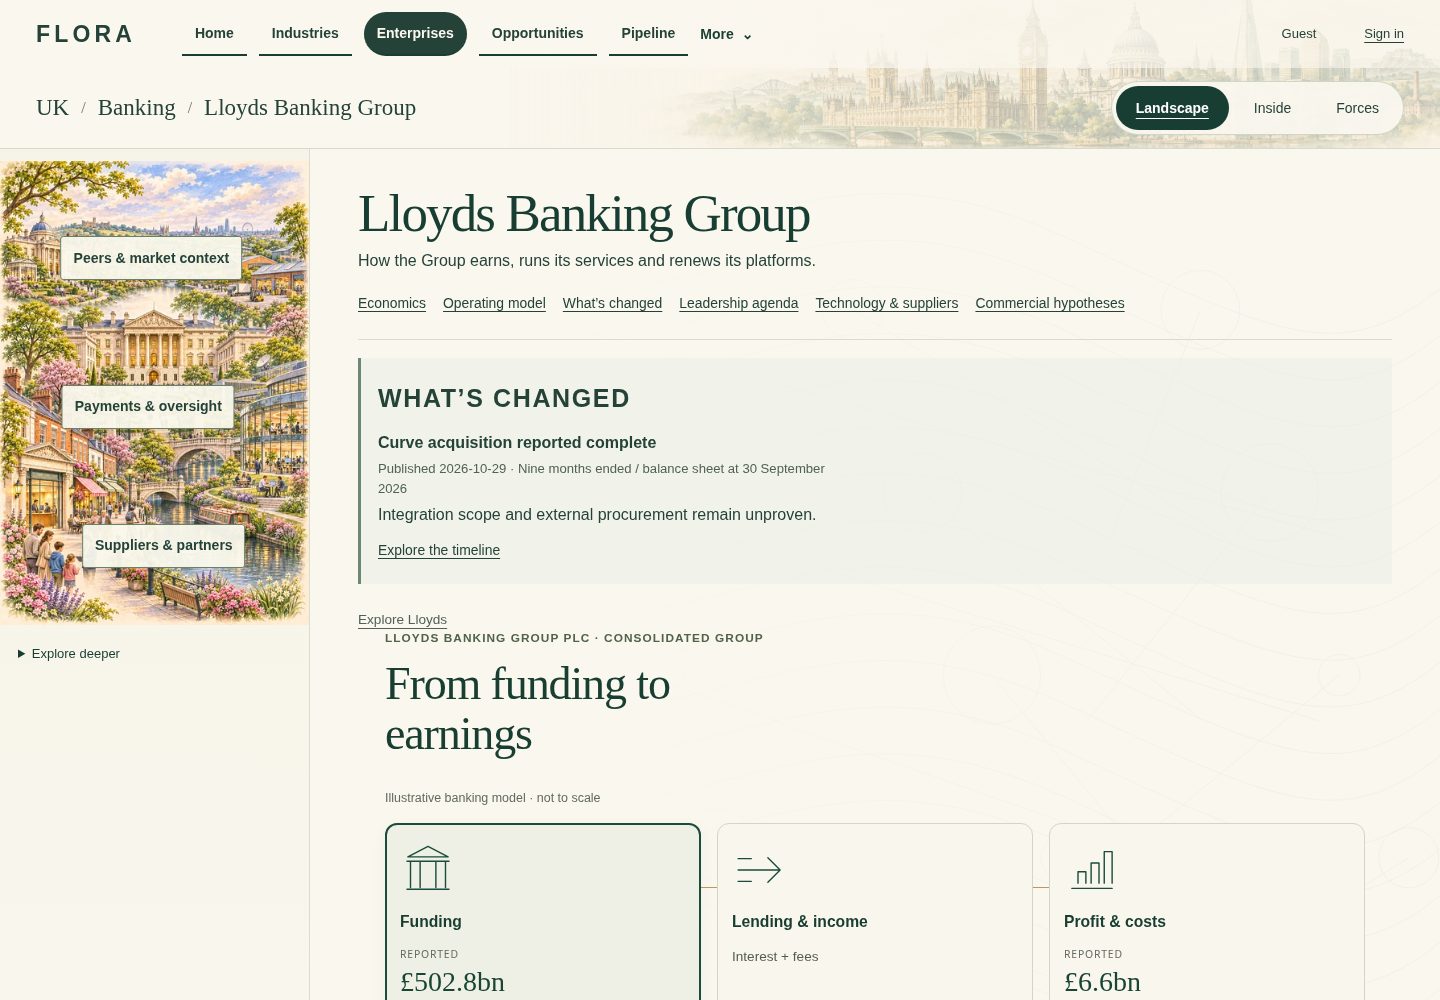 FLORA
Home
Industries
Enterprises
Opportunities
Pipeline
More
Guest
Sign in
UK / Banking / Lloyds Banking Group
Landscape
Inside
Forces
Peers & market context
Payments & oversight
Suppliers & partners
Explore deeper
Lloyds Banking Group
How the Group earns, runs its services and renews its platforms.
Economics
Operating model
What’s changed
Leadership agenda
Technology & suppliers
Commercial hypotheses
WHAT’S CHANGED
Curve acquisition reported complete
Published 2026-10-29 · Nine months ended / balance sheet at 30 September
2026
Integration scope and external procurement remain unproven.
Explore the timeline
Explore Lloyds
LLOYDS BANKING GROUP PLC · CONSOLIDATED GROUP
From funding to
earnings
Illustrative banking model · not to scale
Funding
REPORTED
£502.8bn
Lending & income
Interest + fees
Profit & costs
REPORTED
£6.6bn